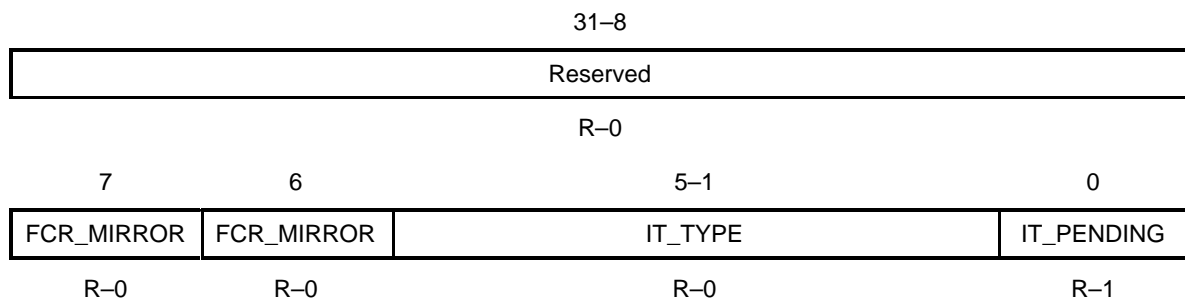 31–8
Reserved
R–0
7 6 5–1 0
FCR_MIRROR FCR_MIRROR IT_TYPE IT_PENDING
R–0 R–0 R–0 R–1